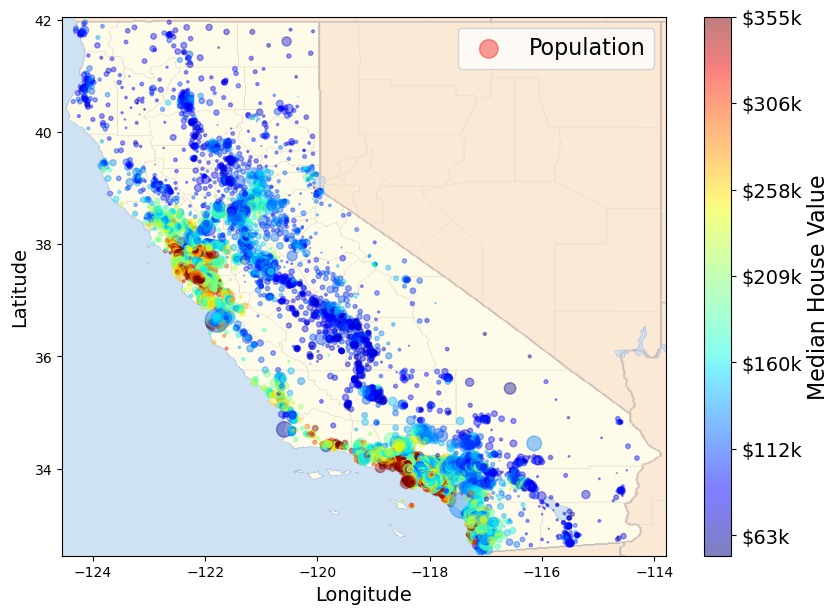 Population
42
40
38
36
34
Latitude
−124
−122
−120
−118
−116
−114
Longitude
$355k
$306k
$258k
$209k
$160k
$112k
$63k
Median House Value